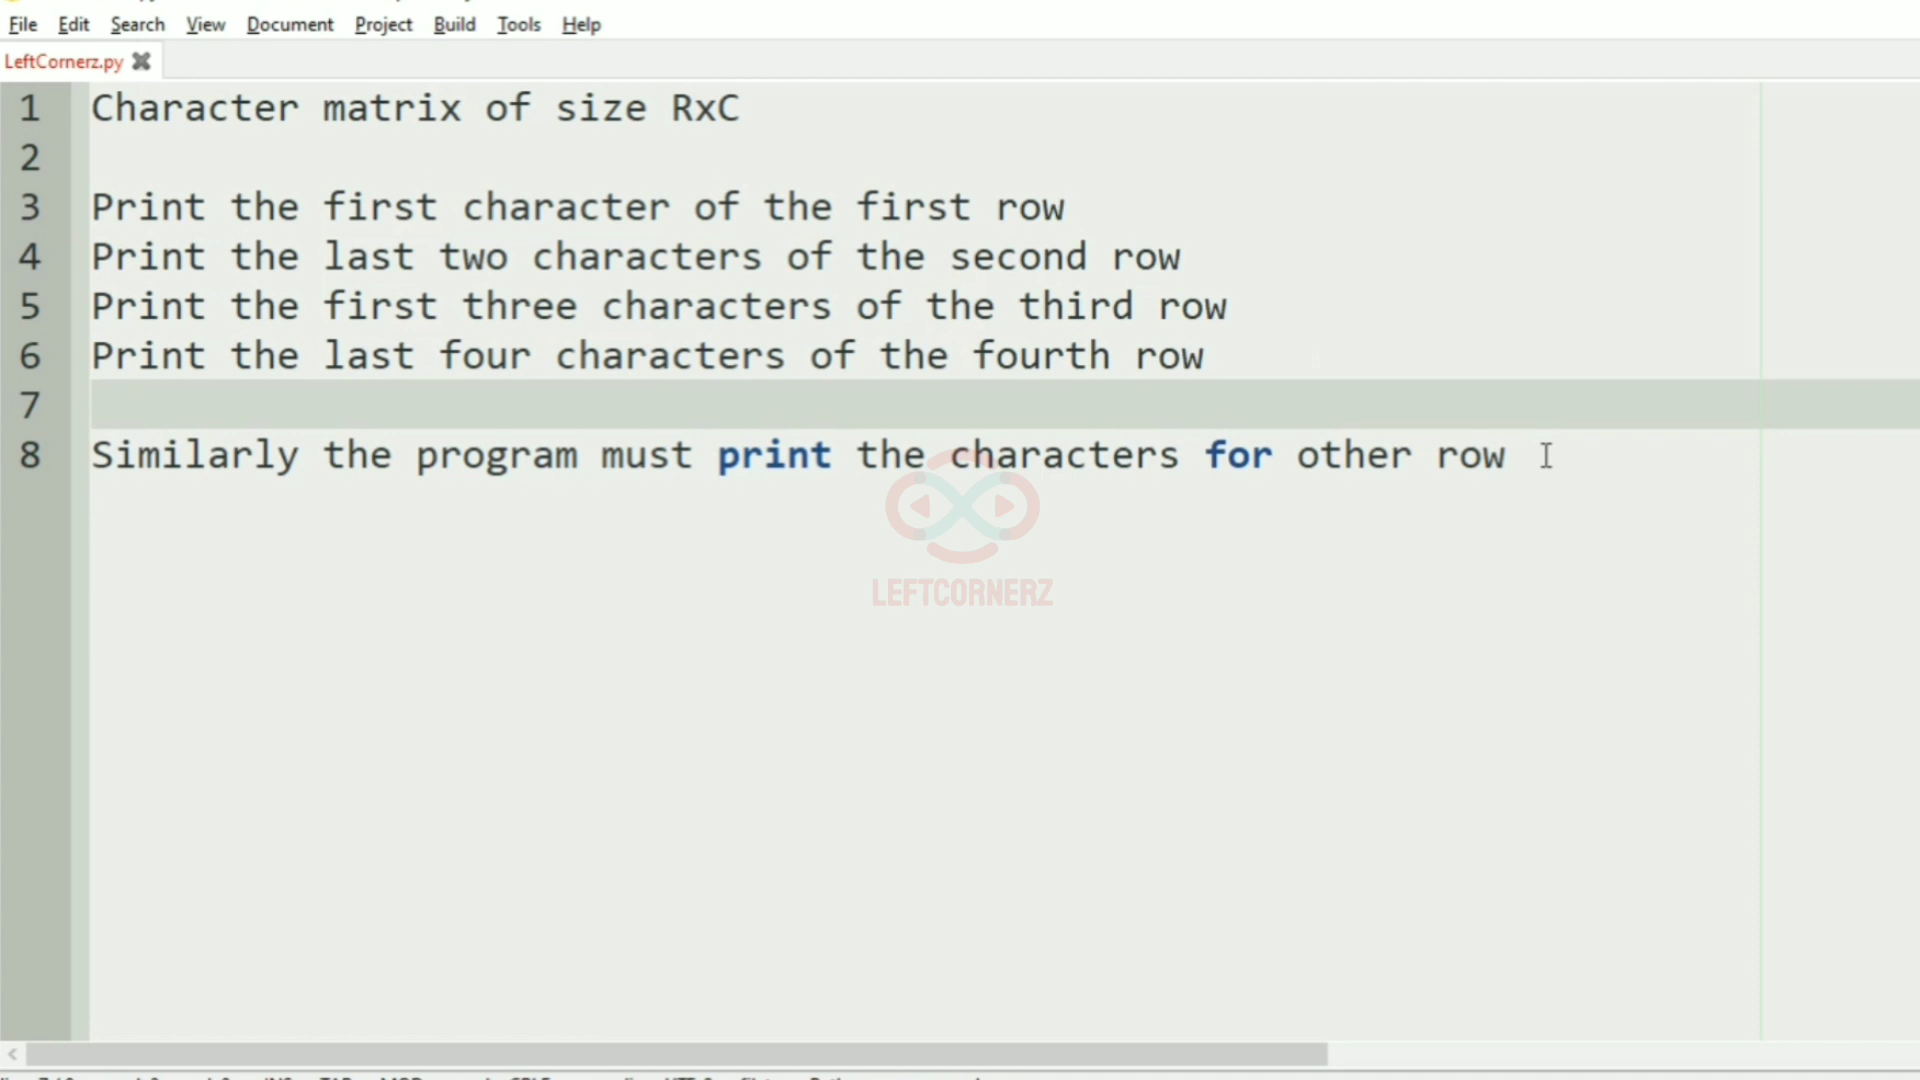 File Edit Search View Document Project Build Tools Help
LeftCornerz.py
1 Character matrix of size RxC
2
3 Print the first character of the first row
4 Print the last two characters of the second row
5 Print the first three characters of the third row
6 Print the last four characters of the fourth row
7
8 Similarly the program must print the characters for other row
LEFTCORNERZ